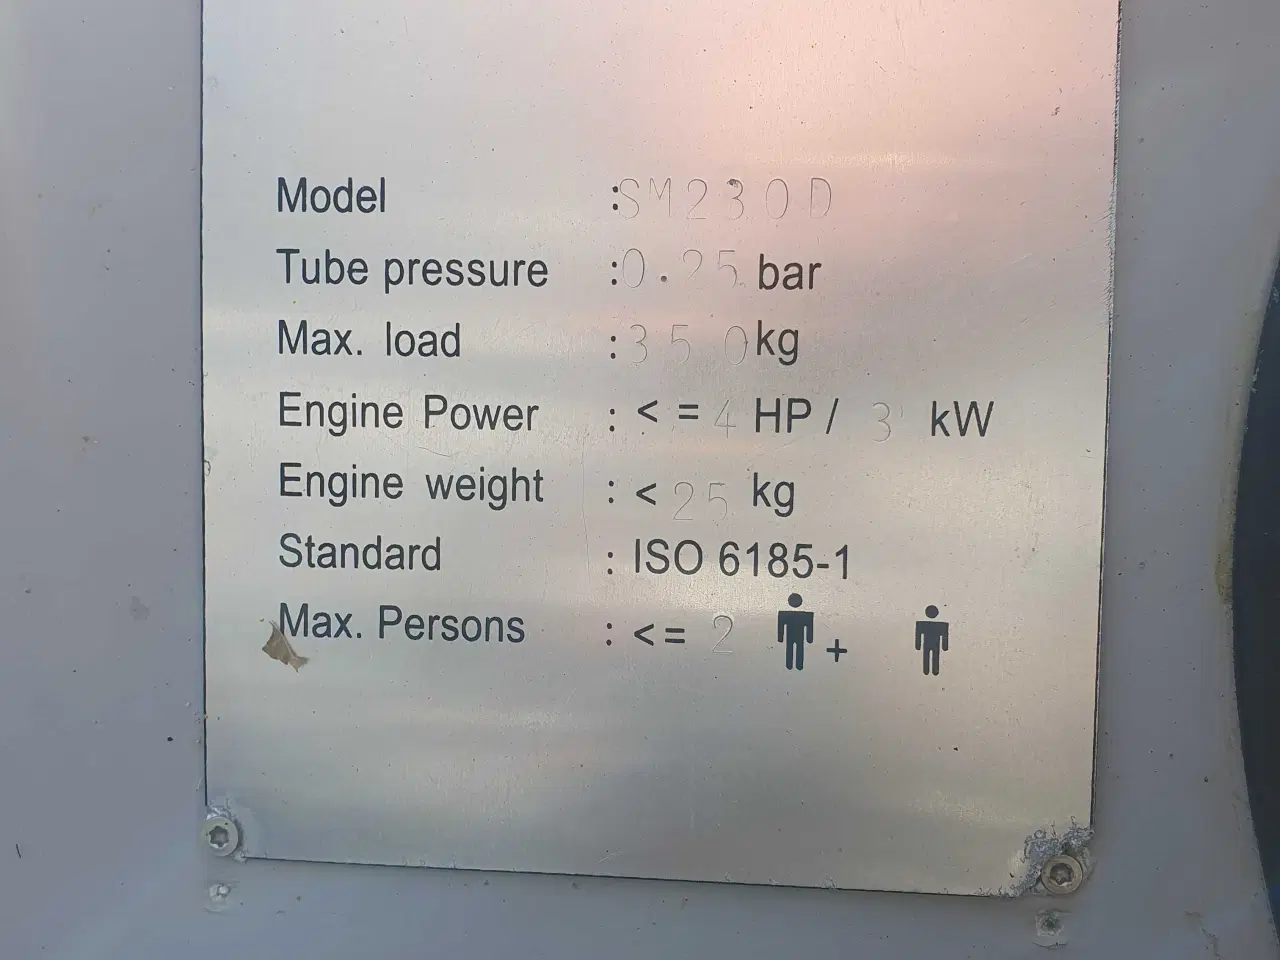 Model :SM230D
Tube pressure :0.25 bar
Max. load :350kg
Engine Power : <=4 HP / 3 kW
Engine weight : < 25 kg
Standard : ISO 6185-1
Max. Persons : <= 2 +